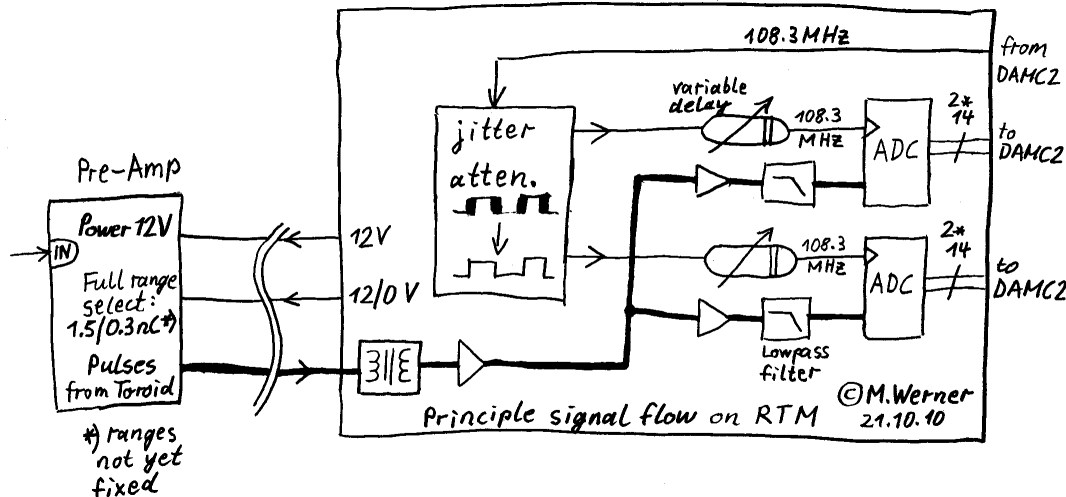 108.3MHz
from
DAMC2
variable
delay
108.3
MHz
2*
14
to
DAMC2
jitter
atten.
ADC
Pre-Amp
IN
Power 12V
Full range
select:
1.5/0.3nC*)
Pulses
from Toroid
*) ranges
not yet
fixed
12V
12/0 V
108.3
MHz
2*
14
to
DAMC2
ADC
Lowpass
filter
©M.Werner
21.10.10
Principle signal flow on RTM